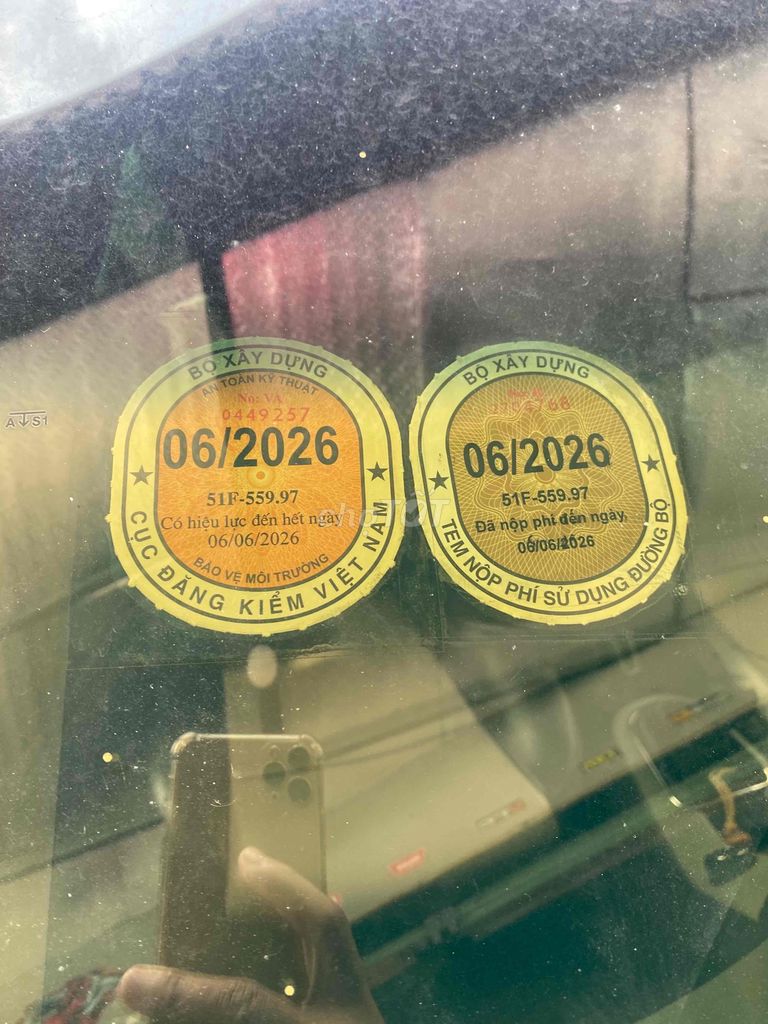 BỘ XÂY DỰNG
AN TOÀN KỸ THUẬT
No: VA
0449257
06/2026
51F-559.97
Có hiệu lực đến hết ngày
06/06/2026
BẢO VỆ MÔI TRƯỜNG
CỤC ĐĂNG KIỂM VIỆT NAM
BỘ XÂY DỰNG
06/2026
51F-559.97
Đã nộp phí đến ngày,
06/06/2026
TEM NỘP PHÍ SỬ DỤNG ĐƯỜNG BỘ
AS1
chợTỐT